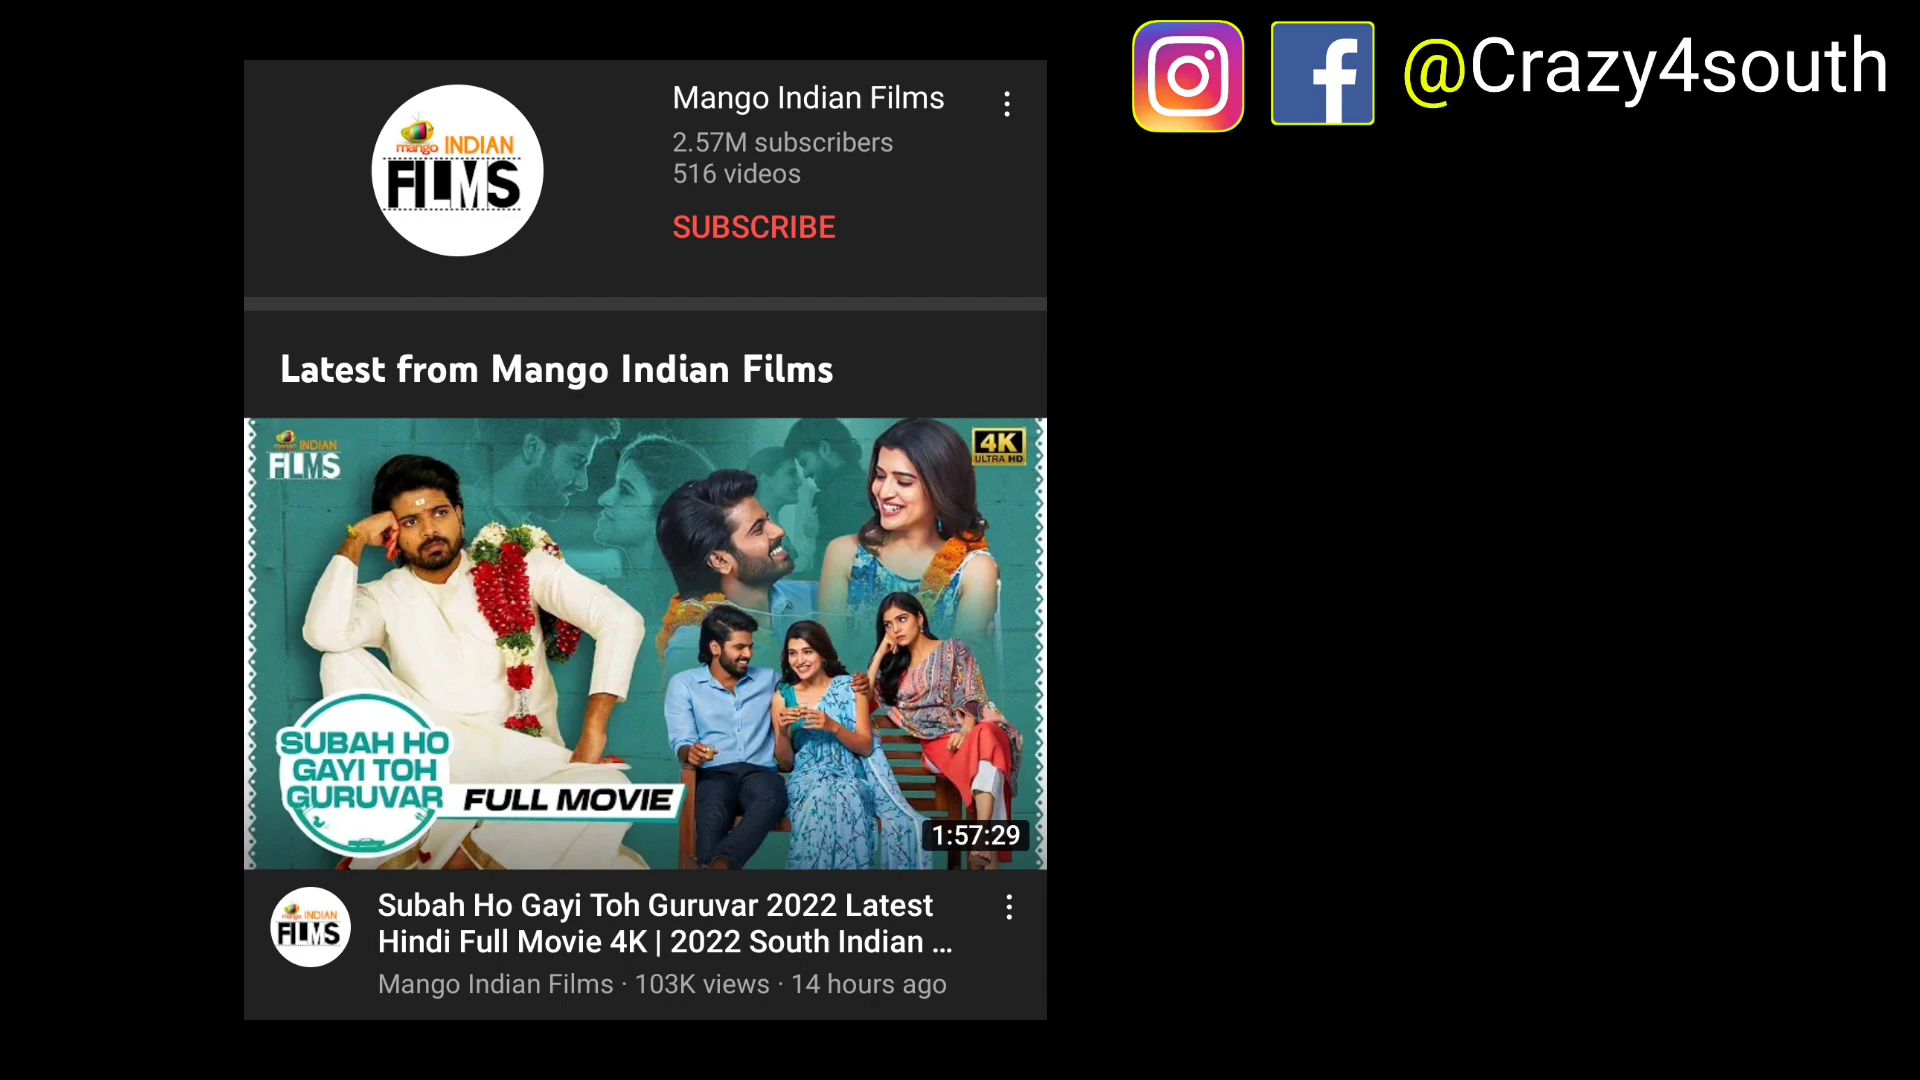 @Crazy4south
mango INDIAN
FILMS
Mango Indian Films
2.57M subscribers
516 videos
SUBSCRIBE
Latest from Mango Indian Films
mango INDIAN
FILMS
4K
ULTRA HD
SUBAH HO
GAYI TOH
GURUVAR
FULL MOVIE
1:57:29
mango INDIAN
FILMS
Subah Ho Gayi Toh Guruvar 2022 Latest
Hindi Full Movie 4K | 2022 South Indian ...
Mango Indian Films · 103K views · 14 hours ago